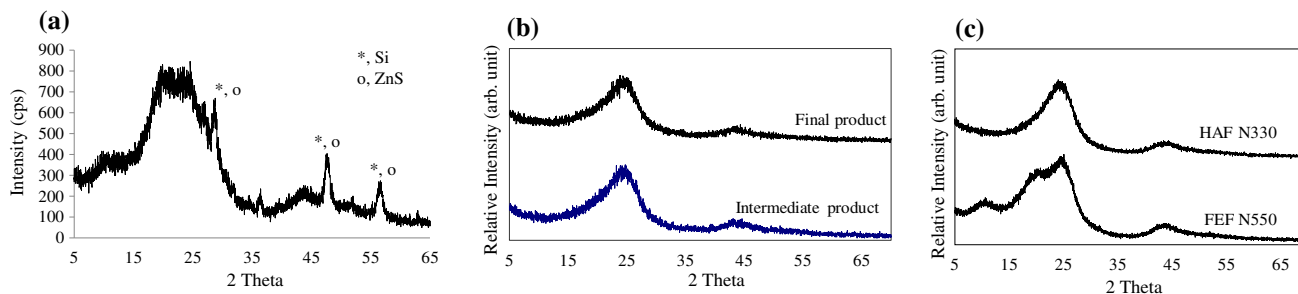 (a)
Intensity (cps)
900
800
700
600
500
400
300
200
100
0
*, Si
o, ZnS
*, o
*, o
*, o
5 15 25 35 45 55 65
2 Theta
(b)
Relative Intensity (arb. unit)
Final product
Intermediate product
5 15 25 35 45 55 65
2 Theta
(c)
Relative Intensity (arb. unit)
HAF N330
FEF N550
5 15 25 35 45 55 65
2 Theta